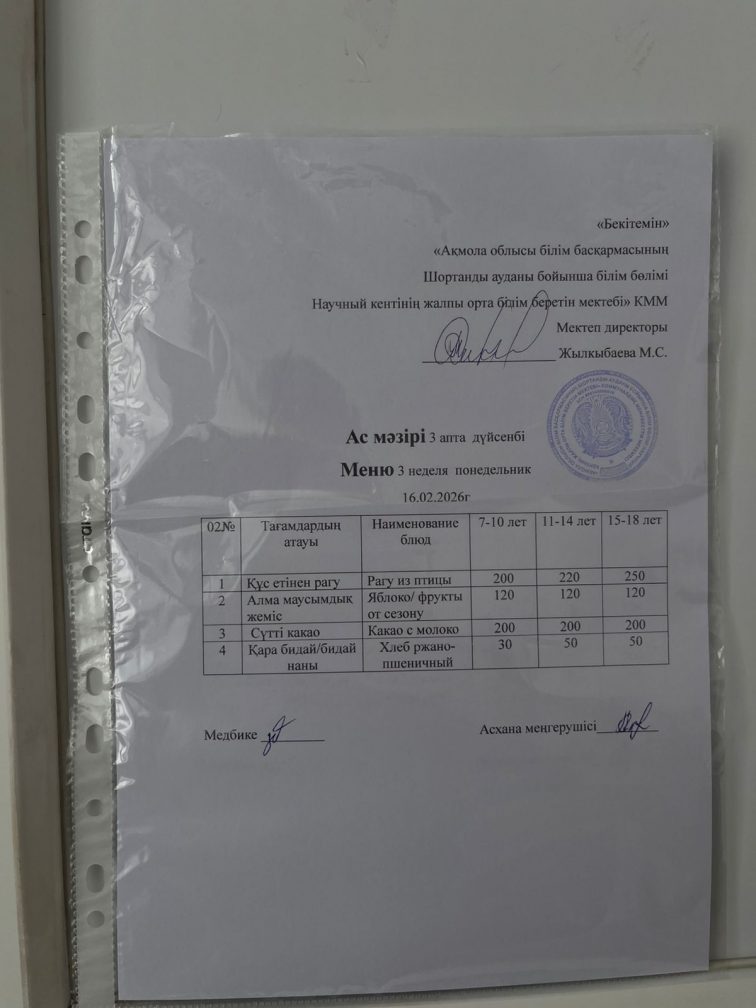 «Бекітемін»
«Ақмола облысы білім басқармасының
Шортанды ауданы бойынша білім бөлімі
Научный кентінің жалпы орта білім беретін мектебі» КММ
Мектеп директоры
Жылкыбаева М.С.
Ас мәзірі 3 апта дүйсенбі
Меню 3 неделя понедельник
16.02.2026г
02№ Тағамдардың атауы Наименование блюд 7-10 лет 11-14 лет 15-18 лет
1 Құс етінен рагу Рагу из птицы 200 220 250
2 Алма маусымдық жеміс Яблоко/ фрукты от сезону 120 120 120
3 Сүтті какао Какао с молоко 200 200 200
4 Қара бидай/бидай наны Хлеб ржано-пшеничный 30 50 50
Медбике
Асхана меңгерушісі